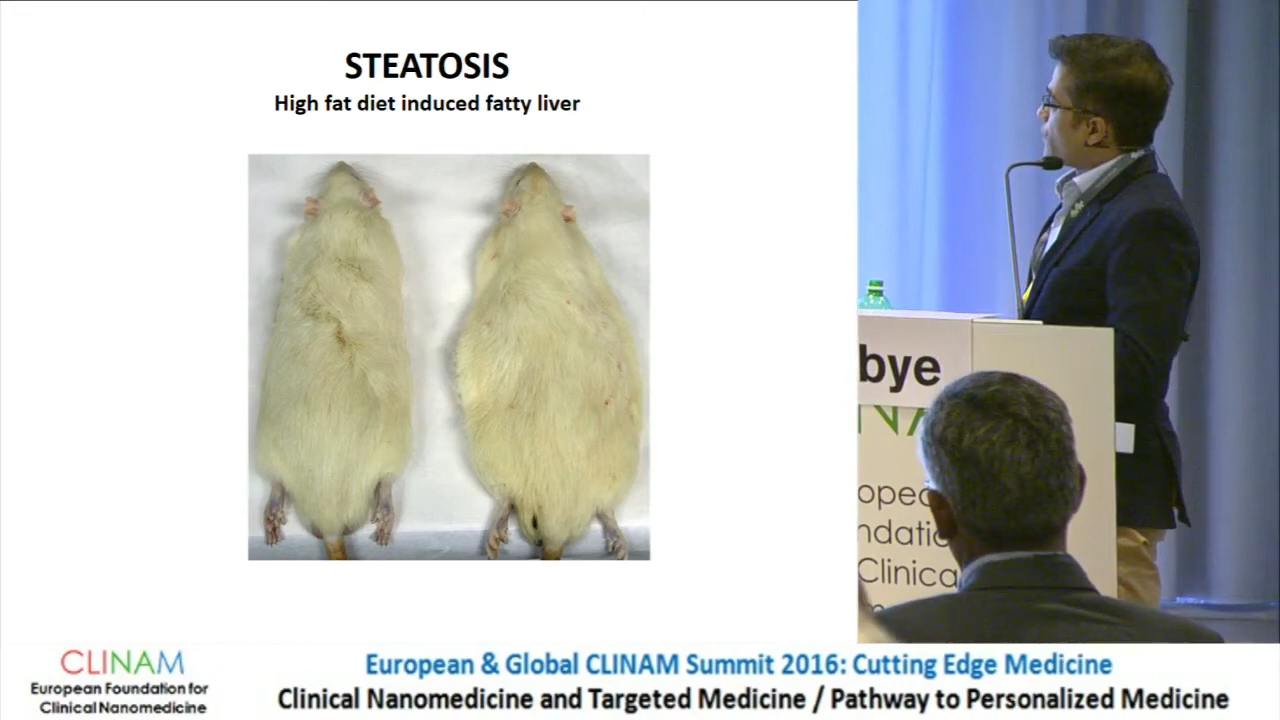 STEATOSIS
High fat diet induced fatty liver
bye
opeo
ndatio
Clinica
CLINAM
European Foundation for
Clinical Nanomedicine
European & Global CLINAM Summit 2016: Cutting Edge Medicine
Clinical Nanomedicine and Targeted Medicine / Pathway to Personalized Medicine